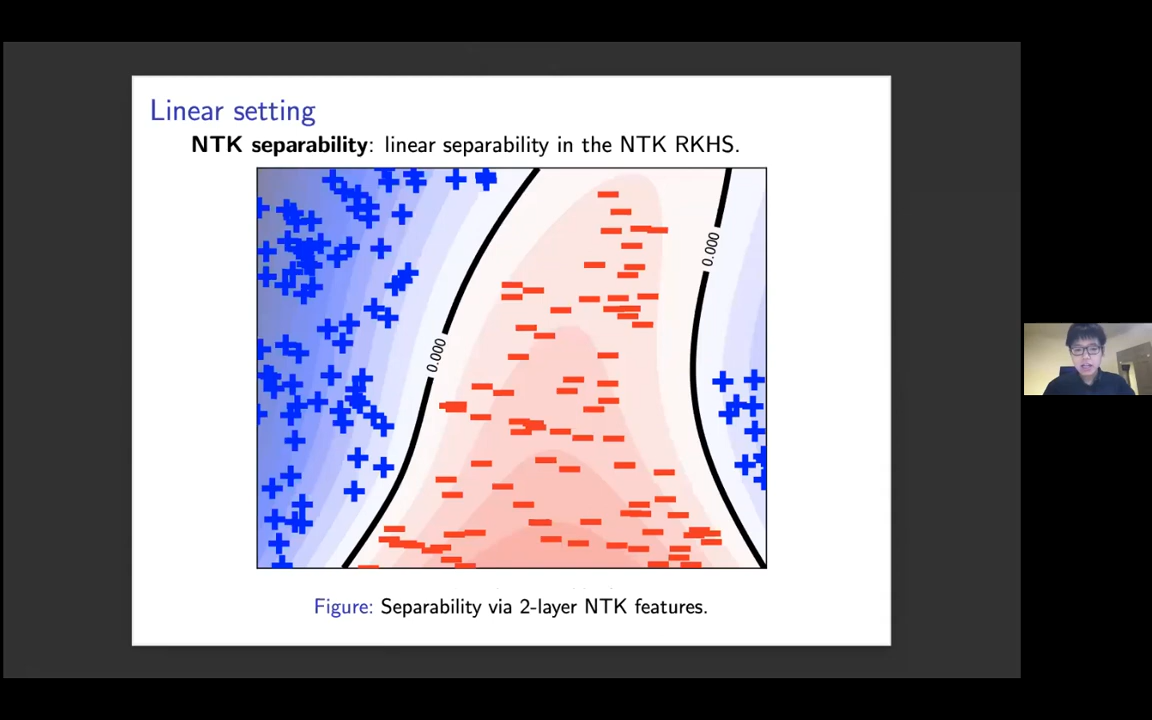 Linear setting
NTK separability: linear separability in the NTK RKHS.
0.000
0.000
Figure: Separability via 2-layer NTK features.